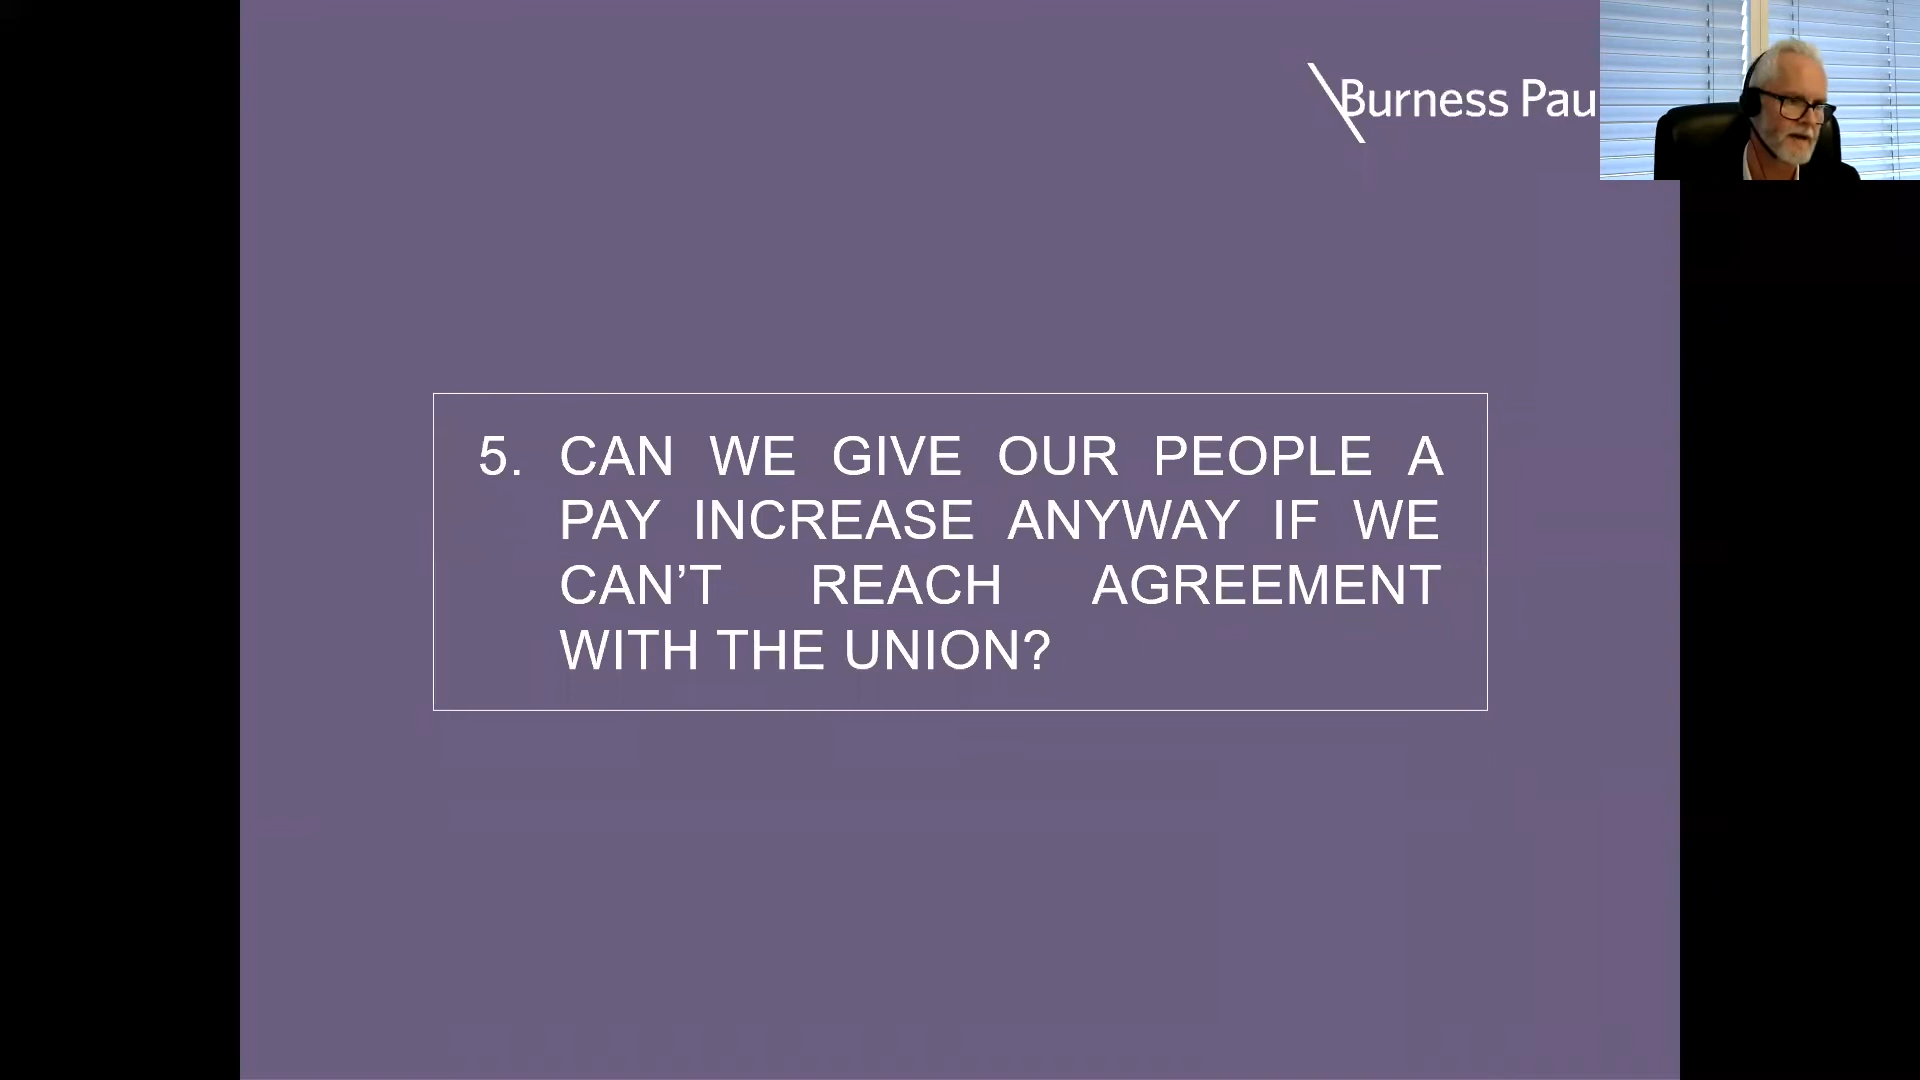 Burness Pau
5. CAN WE GIVE OUR PEOPLE A
PAY INCREASE ANYWAY IF WE
CAN’T REACH AGREEMENT
WITH THE UNION?